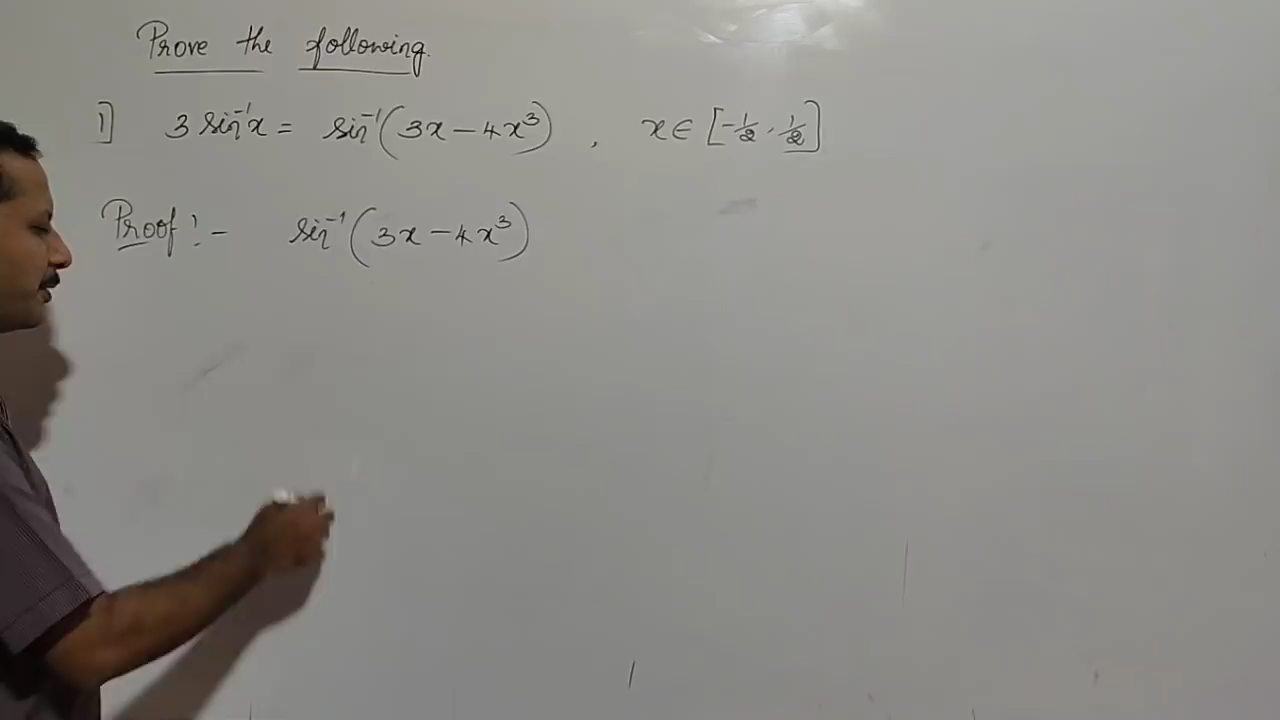 Prove the following.
1] 3 sin⁻¹x = sin⁻¹(3x − 4x³) , x ∈ [-1/2, 1/2]
Proof :- sin⁻¹(3x − 4x³)